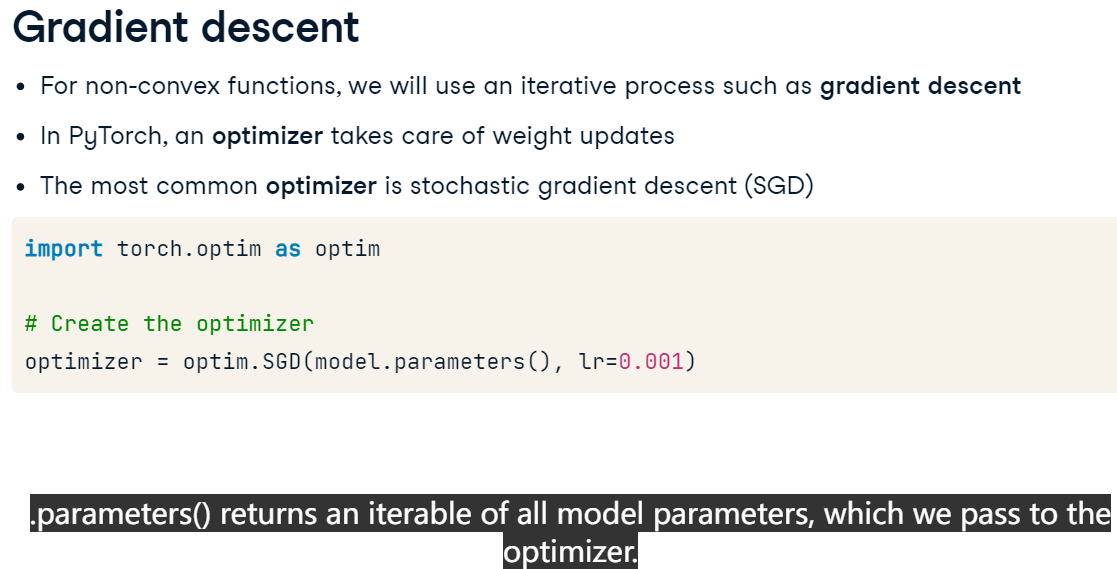 Gradient descent
• For non-convex functions, we will use an iterative process such as gradient descent
• In PyTorch, an optimizer takes care of weight updates
• The most common optimizer is stochastic gradient descent (SGD)
import torch.optim as optim
# Create the optimizer
optimizer = optim.SGD(model.parameters(), lr=0.001)
.parameters() returns an iterable of all model parameters, which we pass to the
optimizer.